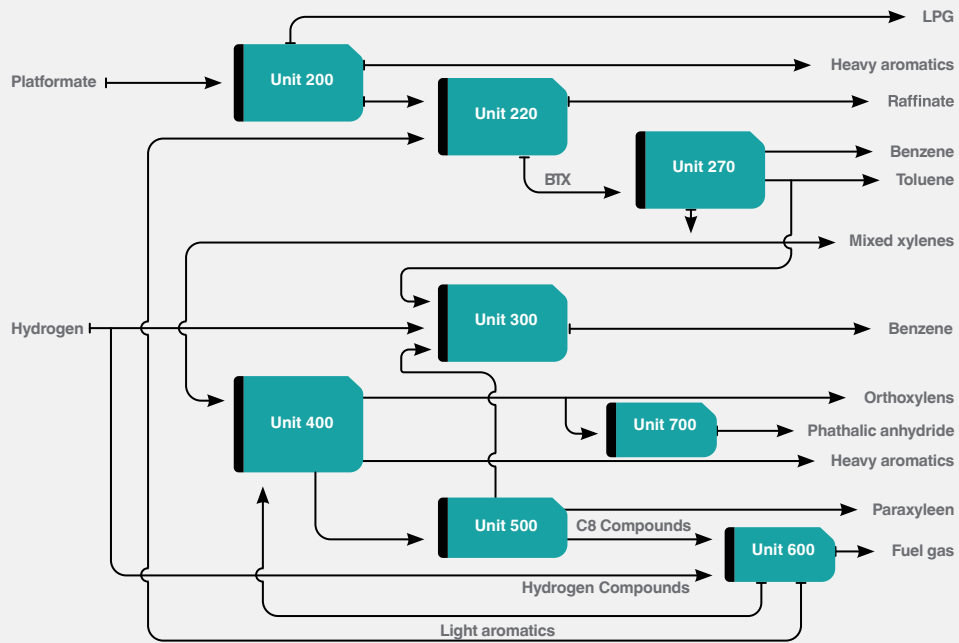 LPG
Unit 200
Heavy aromatics
Platformate
Raffinate
Unit 220
Benzene
Unit 270
BTX
Toluene
Mixed xylenes
Unit 300
Hydrogen
Benzene
Orthoxylens
Unit 400
Unit 700
Phathalic anhydride
Heavy aromatics
Paraxyleen
Unit 500
C8 Compounds
Unit 600
Fuel gas
Hydrogen Compounds
Light aromatics